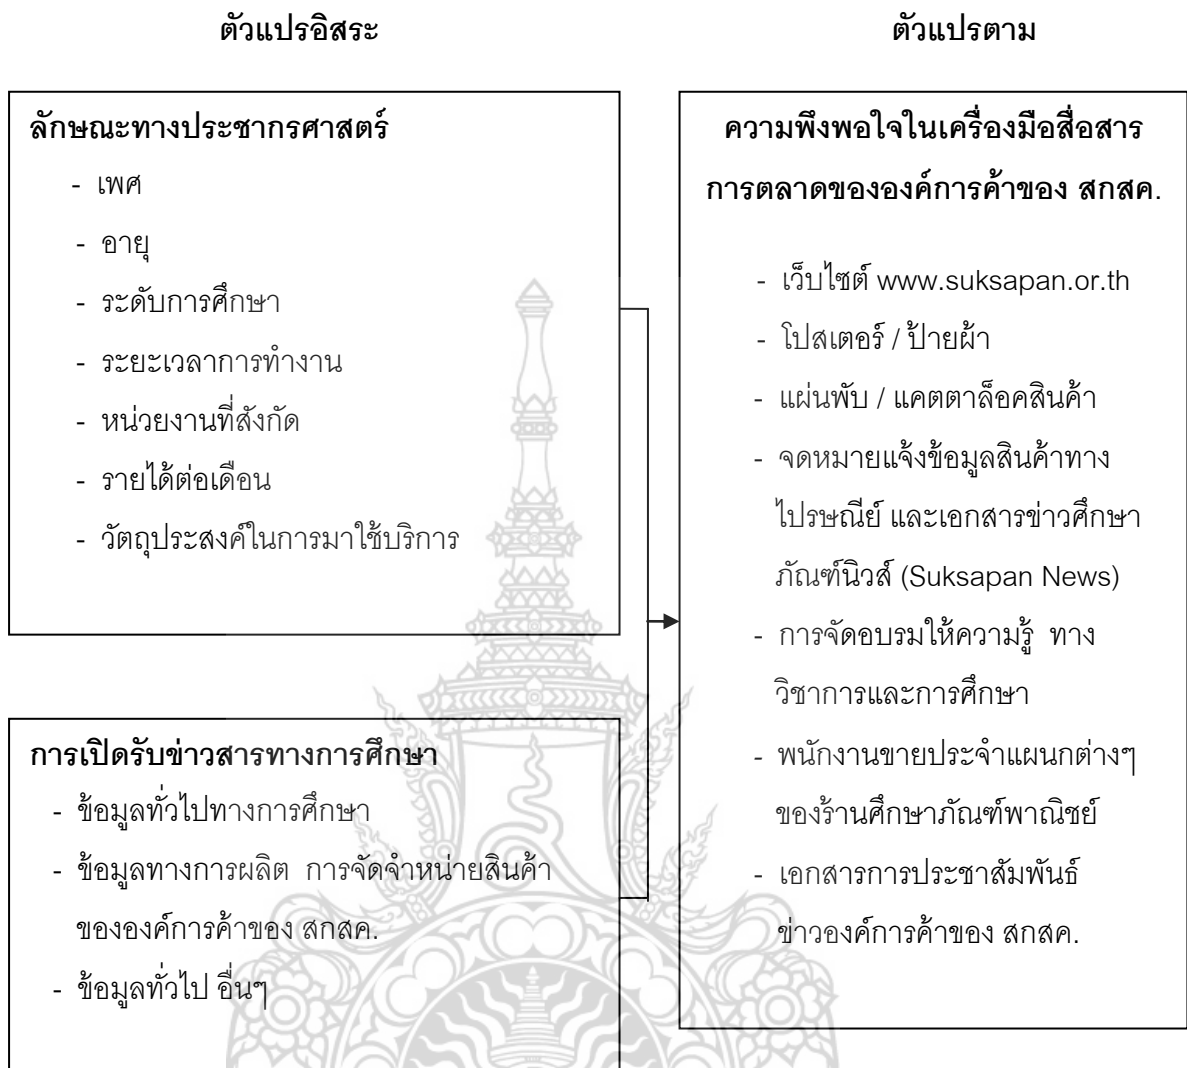 ตัวแปรอิสระ
ตัวแปรตาม
ลักษณะทางประชากรศาสตร์
- เพศ
- อายุ
- ระดับการศึกษา
- ระยะเวลาการทำงาน
- หน่วยงานที่สังกัด
- รายได้ต่อเดือน
- วัตถุประสงค์ในการมาใช้บริการ
การเปิดรับข่าวสารทางการศึกษา
- ข้อมูลทั่วไปทางการศึกษา
- ข้อมูลทางการผลิต การจัดจำหน่ายสินค้า
ขององค์การค้าของ สกสค.
- ข้อมูลทั่วไป อื่นๆ
ความพึงพอใจในเครื่องมือสื่อสาร
การตลาดขององค์การค้าของ สกสค.
- เว็บไซต์ www.suksapan.or.th
- โปสเตอร์ / ป้ายผ้า
- แผ่นพับ / แคตตาล็อคสินค้า
- จดหมายแจ้งข้อมูลสินค้าทาง
ไปรษณีย์ และเอกสารข่าวศึกษา
ภัณฑ์นิวส์ (Suksapan News)
- การจัดอบรมให้ความรู้ ทาง
วิชาการและการศึกษา
- พนักงานขายประจำแผนกต่างๆ
ของร้านศึกษาภัณฑ์พาณิชย์
- เอกสารการประชาสัมพันธ์
ข่าวองค์การค้าของ สกสค.